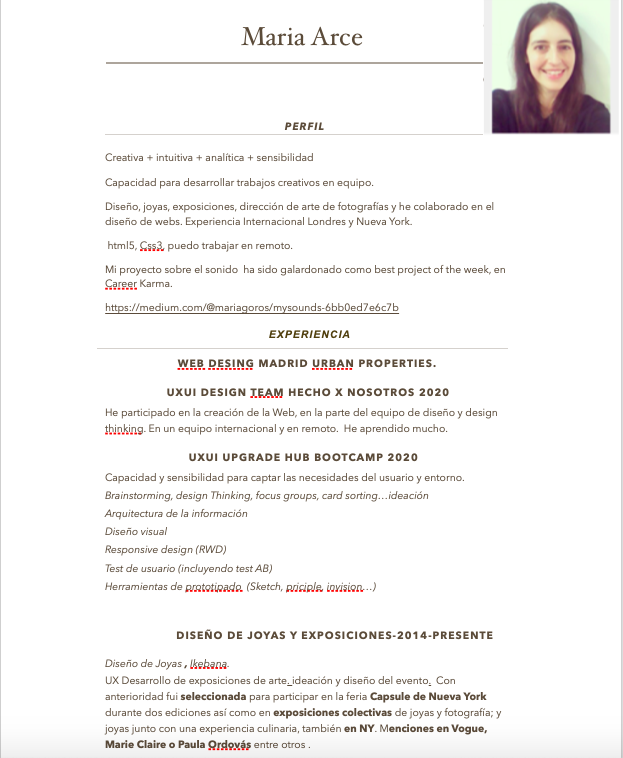 Maria Arce
PERFIL
Creativa + intuitiva + analítica + sensibilidad
Capacidad para desarrollar trabajos creativos en equipo.
Diseño, joyas, exposiciones, dirección de arte de fotografías y he colaborado en el
diseño de webs. Experiencia Internacional Londres y Nueva York.
html5, Css3, puedo trabajar en remoto.
Mi proyecto sobre el sonido ha sido galardonado como best project of the week, en
Career Karma.
https://medium.com/@mariagoros/mysounds-6bb0ed7e6c7b
EXPERIENCIA
WEB DESING MADRID URBAN PROPERTIES.
UXUI DESIGN TEAM HECHO X NOSOTROS 2020
He participado en la creación de la Web, en la parte del equipo de diseño y design
thinking. En un equipo internacional y en remoto. He aprendido mucho.
UXUI UPGRADE HUB BOOTCAMP 2020
Capacidad y sensibilidad para captar las necesidades del usuario y entorno.
Brainstorming, design Thinking, focus groups, card sorting…ideación
Arquitectura de la información
Diseño visual
Responsive design (RWD)
Test de usuario (incluyendo test AB)
Herramientas de prototipado, (Sketch, priciple, invision…)
DISEÑO DE JOYAS Y EXPOSICIONES-2014-PRESENTE
Diseño de Joyas , Ikebana.
UX Desarrollo de exposiciones de arte, ideación y diseño del evento. Con
anterioridad fui seleccionada para participar en la feria Capsule de Nueva York
durante dos ediciones así como en exposiciones colectivas de joyas y fotografía; y
joyas junto con una experiencia culinaria, también en NY. Menciones en Vogue,
Marie Claire o Paula Ordovás entre otros .